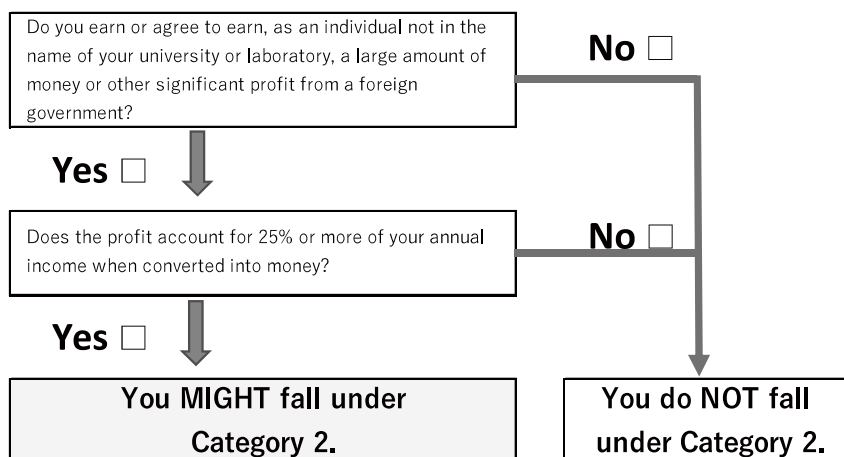 Do you earn or agree to earn, as an individual not in the
name of your university or laboratory, a large amount of
money or other significant profit from a foreign
government?
No □
Yes □
Does the profit account for 25% or more of your annual
income when converted into money?
No □
Yes □
You MIGHT fall under
Category 2.
You do NOT fall
under Category 2.